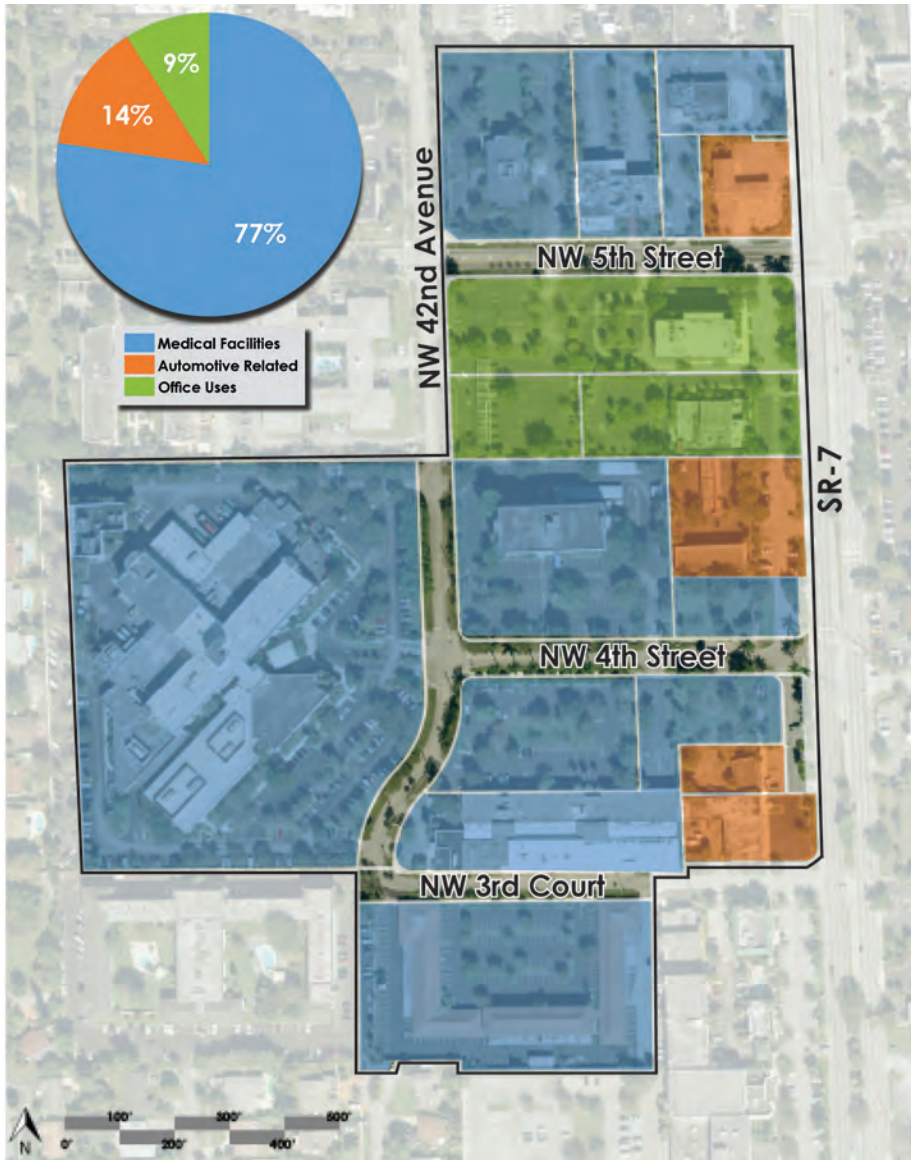 9%
14%
77%
Medical Facilities
Automotive Related
Office Uses
NW 42nd Avenue
NW 5th Street
SR-7
NW 4th Street
NW 3rd Court
100' 300' 500'
0' 200' 400'
N